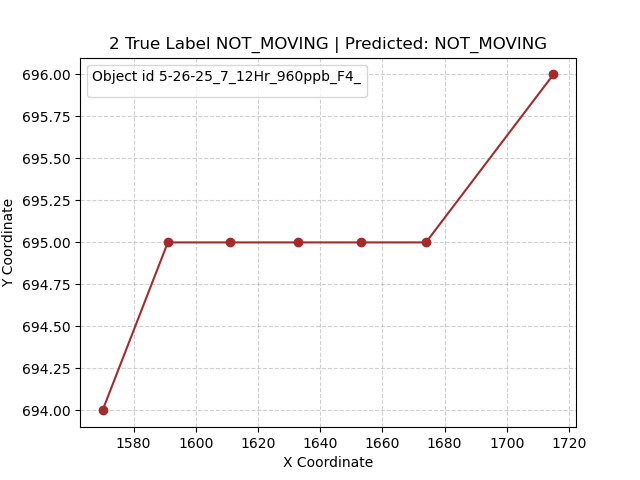 2 True Label NOT_MOVING | Predicted: NOT_MOVING
Object id 5-26-25_7_12Hr_960ppb_F4_
Y Coordinate
696.00
695.75
695.50
695.25
695.00
694.75
694.50
694.25
694.00
1580 1600 1620 1640 1660 1680 1700 1720
X Coordinate